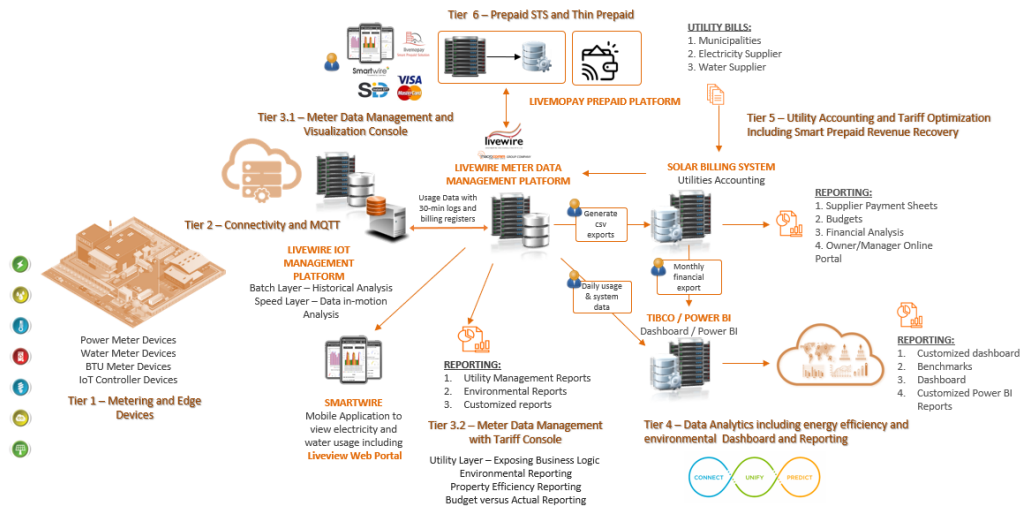 Tier 6 – Prepaid STS and Thin Prepaid
livemopay
Smartwire
SiD
VISA
MasterCard
LIVEMOPAY PREPAID PLATFORM
UTILITY BILLS:
1. Municipalities
2. Electricity Supplier
3. Water Supplier
Tier 3.1 – Meter Data Management and
Visualization Console
Tier 5 – Utility Accounting and Tariff Optimization
Including Smart Prepaid Revenue Recovery
livewire
LIVEWIRE METER DATA
MANAGEMENT PLATFORM
SOLAR BILLING SYSTEM
Utilities Accounting
Usage Data with
30-min logs and
billing registers
Generate
csv
exports
REPORTING:
1. Supplier Payment Sheets
2. Budgets
3. Financial Analysis
4. Owner/Manager Online
Portal
Tier 2 – Connectivity and MQTT
LIVEWIRE IOT
MANAGEMENT
PLATFORM
Batch Layer – Historical Analysis
Speed Layer – Data in-motion
Analysis
Monthly
financial
export
Daily usage
& system
data
TIBCO / POWER BI
Dashboard / Power BI
Power Meter Devices
Water Meter Devices
BTU Meter Devices
IoT Controller Devices
Tier 1 – Metering and Edge
Devices
SMARTWIRE
Mobile Application to
view electricity and
water usage including
Liveview Web Portal
REPORTING:
1. Utility Management Reports
2. Environmental Reports
3. Customized reports
Tier 3.2 – Meter Data Management
with Tariff Console
Utility Layer – Exposing Business Logic
Environmental Reporting
Property Efficiency Reporting
Budget versus Actual Reporting
REPORTING:
1. Customized dashboard
2. Benchmarks
3. Dashboard
4. Customized Power BI
Reports
Tier 4 – Data Analytics including energy efficiency and
environmental Dashboard and Reporting
CONNECT
UNIFY
PREDICT